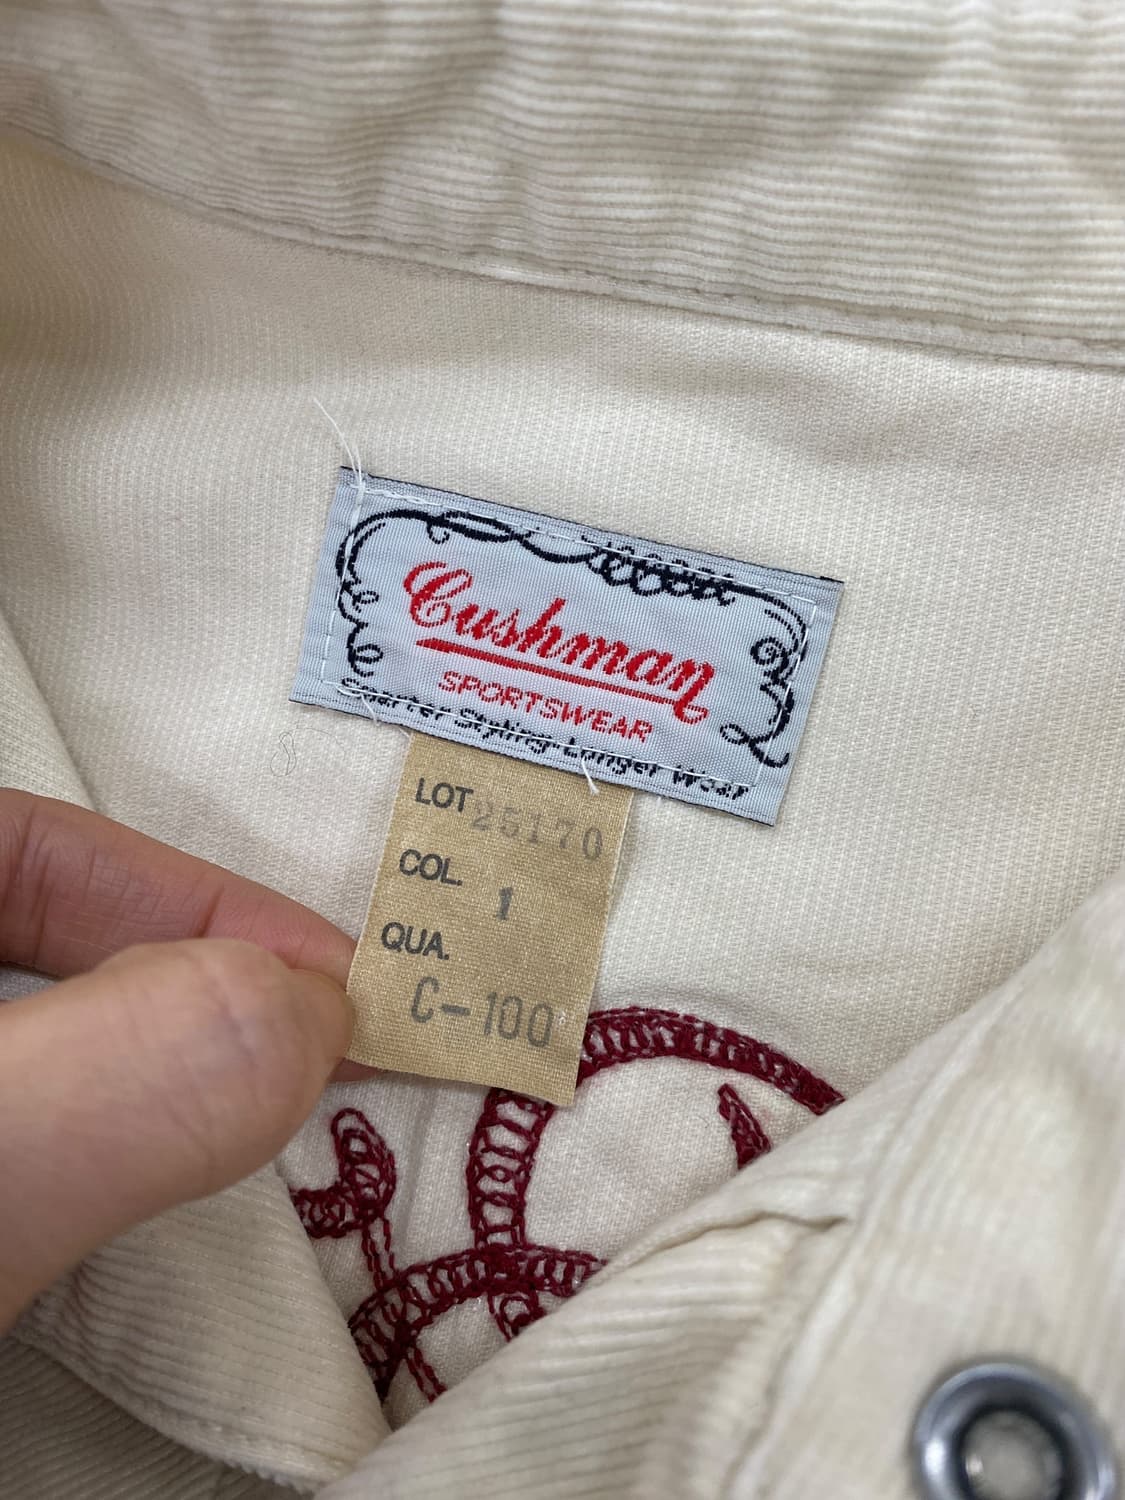 Cushman
SPORTSWEAR
Smarter Styling-Longer Wear
LOT 25170
COL. 1
QUA.
C-100